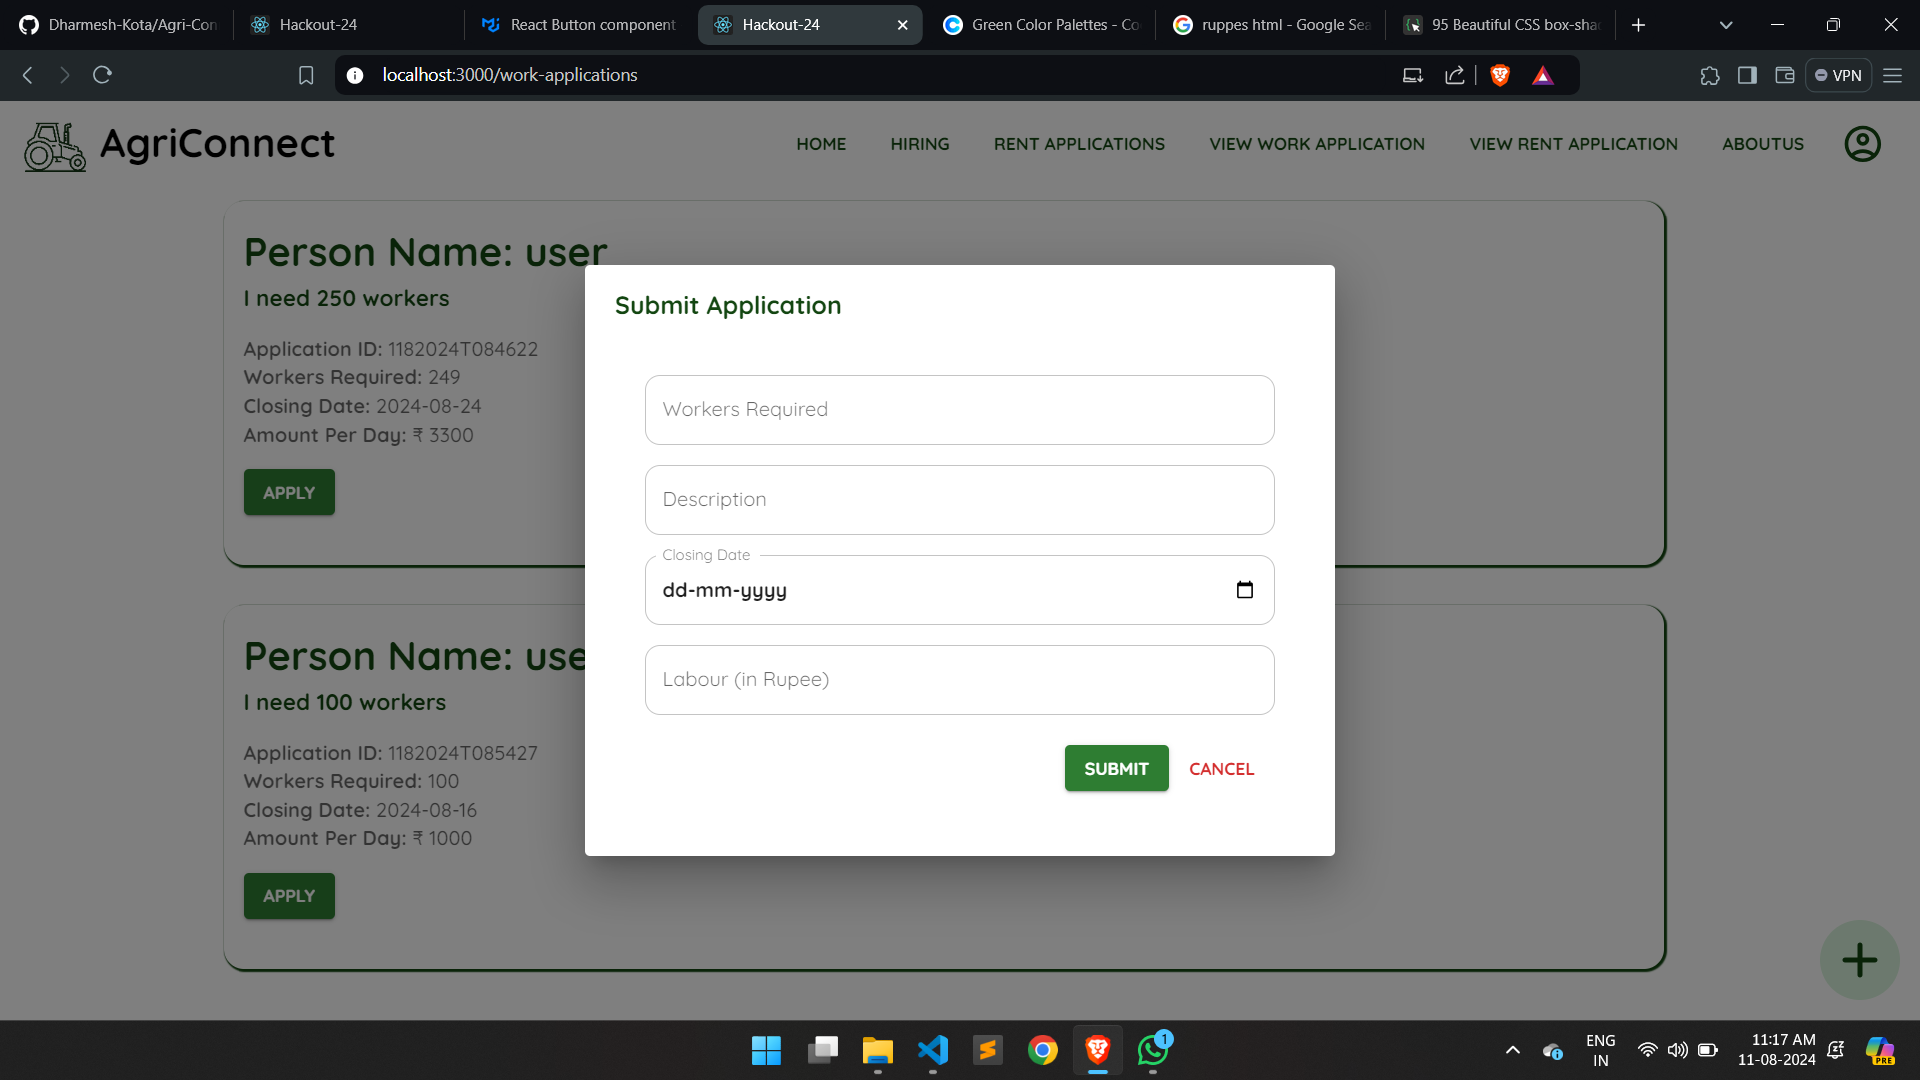 Dharmesh-Kota/Agri-Con
Hackout-24
React Button component
Hackout-24
Green Color Palettes - Co
ruppes html - Google Sea
95 Beautiful CSS box-sha
localhost:3000/work-applications
VPN
AgriConnect
HOME
HIRING
RENT APPLICATIONS
VIEW WORK APPLICATION
VIEW RENT APPLICATION
ABOUTUS
Person Name: user
I need 250 workers
Application ID: 1182024T084622
Workers Required: 249
Closing Date: 2024-08-24
Amount Per Day: ₹ 3300
APPLY
Person Name: use
I need 100 workers
Application ID: 1182024T085427
Workers Required: 100
Closing Date: 2024-08-16
Amount Per Day: ₹ 1000
APPLY
Submit Application
Workers Required
Description
Closing Date
dd-mm-yyyy
Labour (in Rupee)
SUBMIT
CANCEL
1
ENG
IN
11:17 AM
11-08-2024
PRE